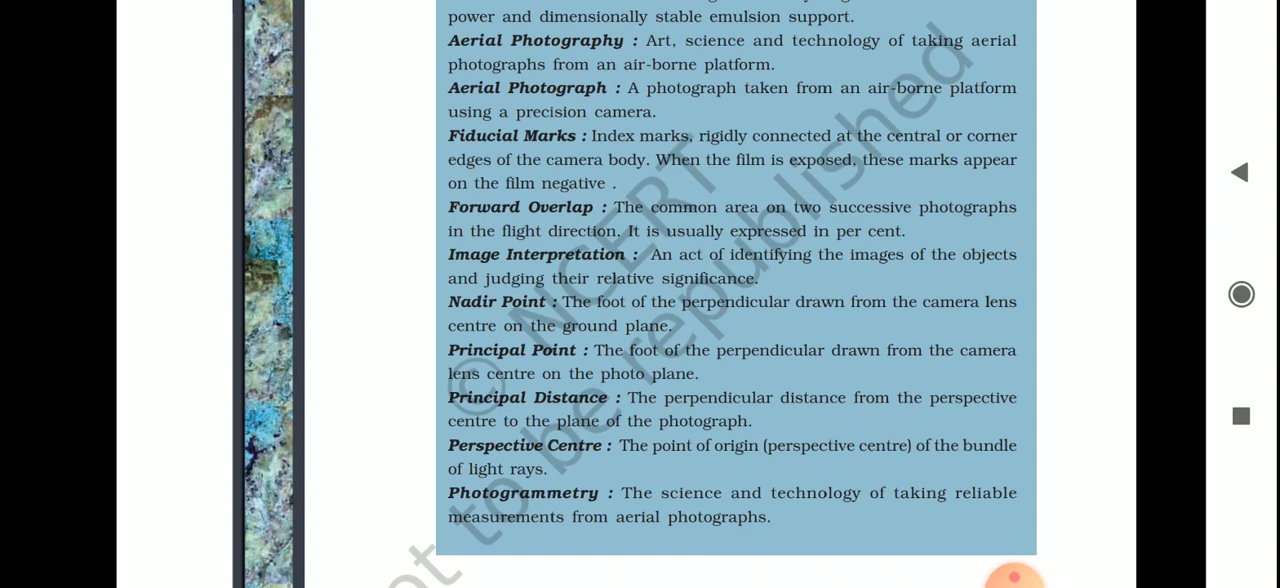 power and dimensionally stable emulsion support.
Aerial Photography : Art, science and technology of taking aerial
photographs from an air-borne platform.
Aerial Photograph : A photograph taken from an air-borne platform
using a precision camera.
Fiducial Marks : Index marks, rigidly connected at the central or corner
edges of the camera body. When the film is exposed, these marks appear
on the film negative .
Forward Overlap : The common area on two successive photographs
in the flight direction. It is usually expressed in per cent.
Image Interpretation : An act of identifying the images of the objects
and judging their relative significance.
Nadir Point : The foot of the perpendicular drawn from the camera lens
centre on the ground plane.
Principal Point : The foot of the perpendicular drawn from the camera
lens centre on the photo plane.
Principal Distance : The perpendicular distance from the perspective
centre to the plane of the photograph.
Perspective Centre : The point of origin (perspective centre) of the bundle
of light rays.
Photogrammetry : The science and technology of taking reliable
measurements from aerial photographs.
© NCERT
to be republished